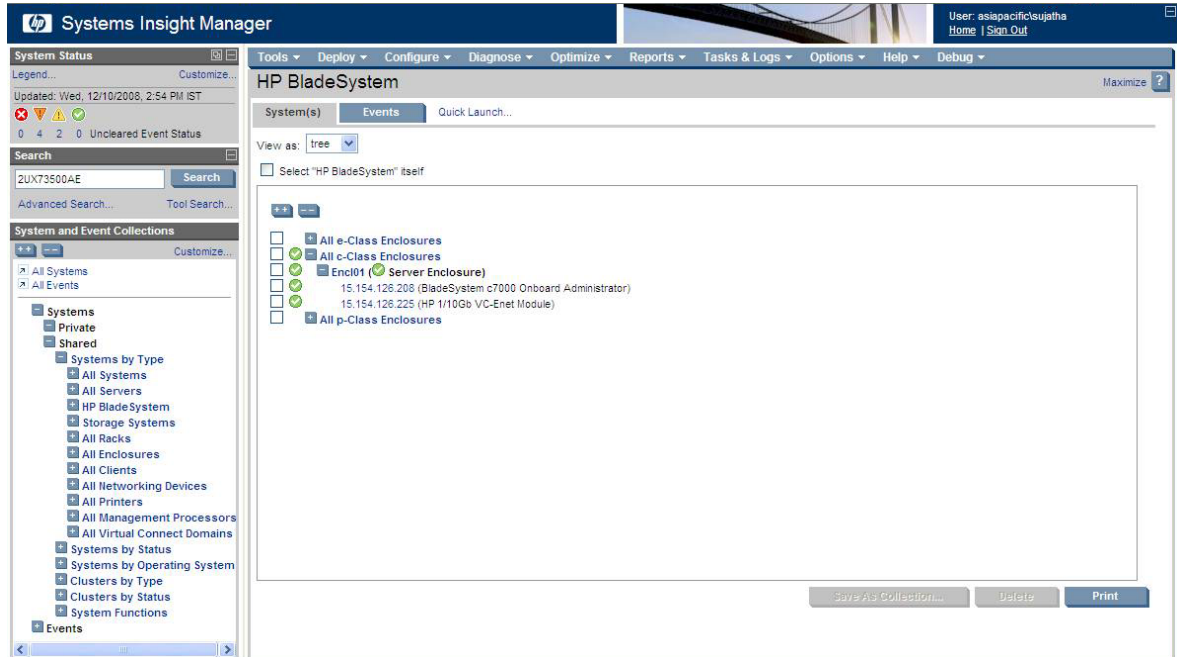 hp Systems Insight Manager
User: asiapacific\sujatha
Home | Sign Out
System Status
Legend... Customize...
Updated: Wed, 12/10/2008, 2:54 PM IST
0 4 2 0 Uncleared Event Status
Search
2UX73500AE Search
Advanced Search... Tool Search...
System and Event Collections
++ -- Customize...
All Systems
All Events
Systems
Private
Shared
Systems by Type
All Systems
All Servers
HP BladeSystem
Storage Systems
All Racks
All Enclosures
All Clients
All Networking Devices
All Printers
All Management Processors
All Virtual Connect Domains
Systems by Status
Systems by Operating System
Clusters by Type
Clusters by Status
System Functions
Events
Tools Deploy Configure Diagnose Optimize Reports Tasks & Logs Options Help Debug
HP BladeSystem Maximize ?
System(s) Events Quick Launch...
View as: tree
Select "HP BladeSystem" itself
++ --
All e-Class Enclosures
All c-Class Enclosures
Encl01 ( Server Enclosure)
15.154.126.208 (BladeSystem c7000 Onboard Administrator)
15.154.126.225 (HP 1/10Gb VC-Enet Module)
All p-Class Enclosures
Save As Collection... Delete Print